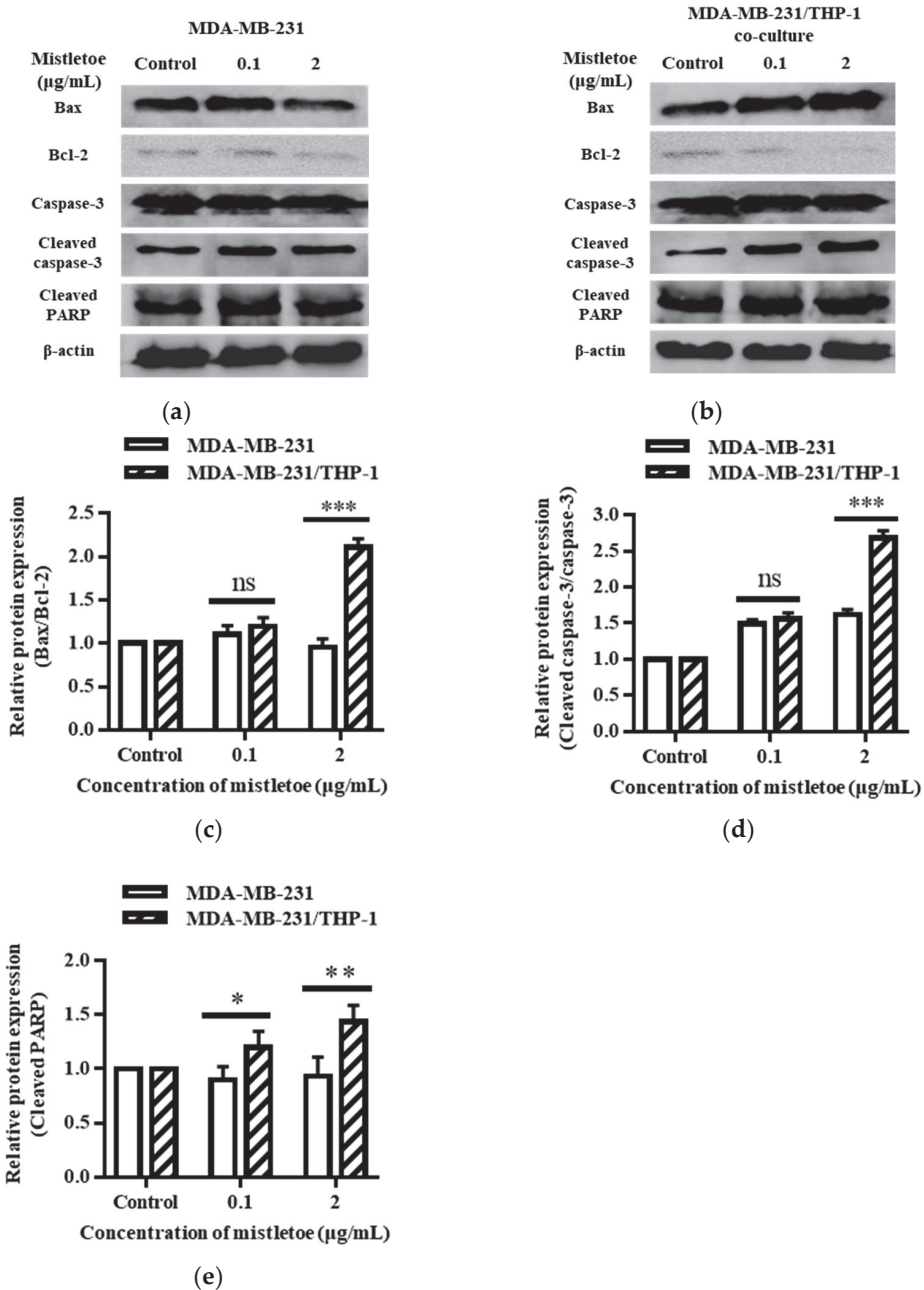 MDA-MB-231
Mistletoe
(µg/mL)
Control 0.1 2
Bax
Bcl-2
Caspase-3
Cleaved
caspase-3
Cleaved
PARP
β-actin
(a)
MDA-MB-231/THP-1
co-culture
Mistletoe
(µg/mL)
Control 0.1 2
Bax
Bcl-2
Caspase-3
Cleaved
caspase-3
Cleaved
PARP
β-actin
(b)
MDA-MB-231
MDA-MB-231/THP-1
Relative protein expression
(Bax/Bcl-2)
2.5
2.0
1.5
1.0
0.5
0.0
ns
***
Control 0.1 2
Concentration of mistletoe (µg/mL)
(c)
MDA-MB-231
MDA-MB-231/THP-1
Relative protein expression
(Cleaved caspase-3/caspase-3)
3.0
2.5
2.0
1.5
1.0
0.5
0.0
ns
***
Control 0.1 2
Concentration of mistletoe (µg/mL)
(d)
MDA-MB-231
MDA-MB-231/THP-1
Relative protein expression
(Cleaved PARP)
2.0
1.5
1.0
0.5
0.0
*
**
Control 0.1 2
Concentration of mistletoe (µg/mL)
(e)